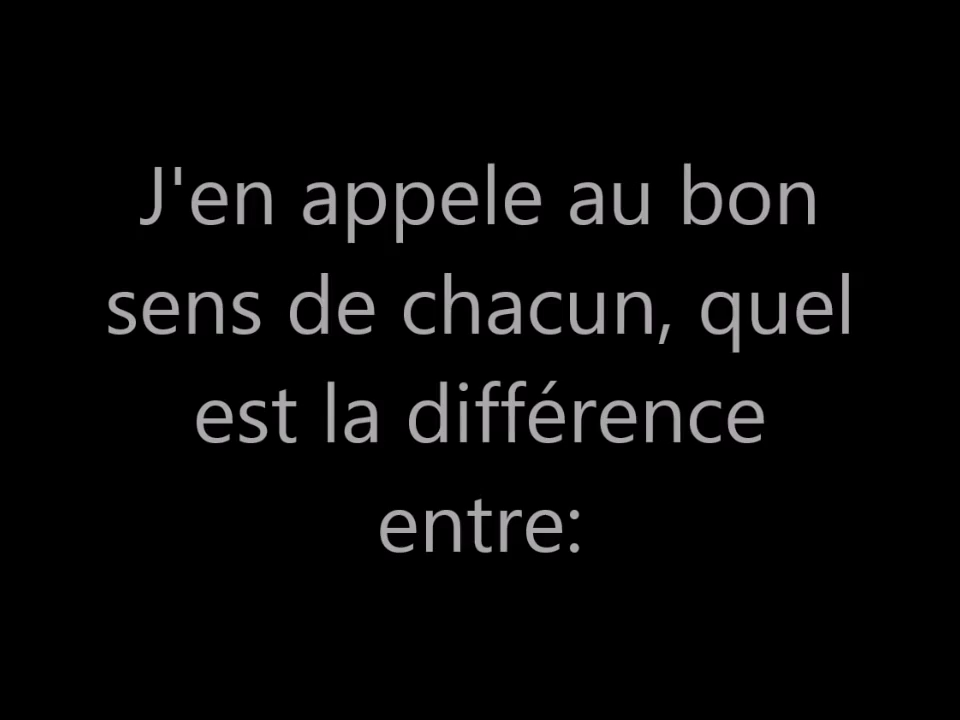 J'en appele au bon
sens de chacun, quel
est la différence
entre: